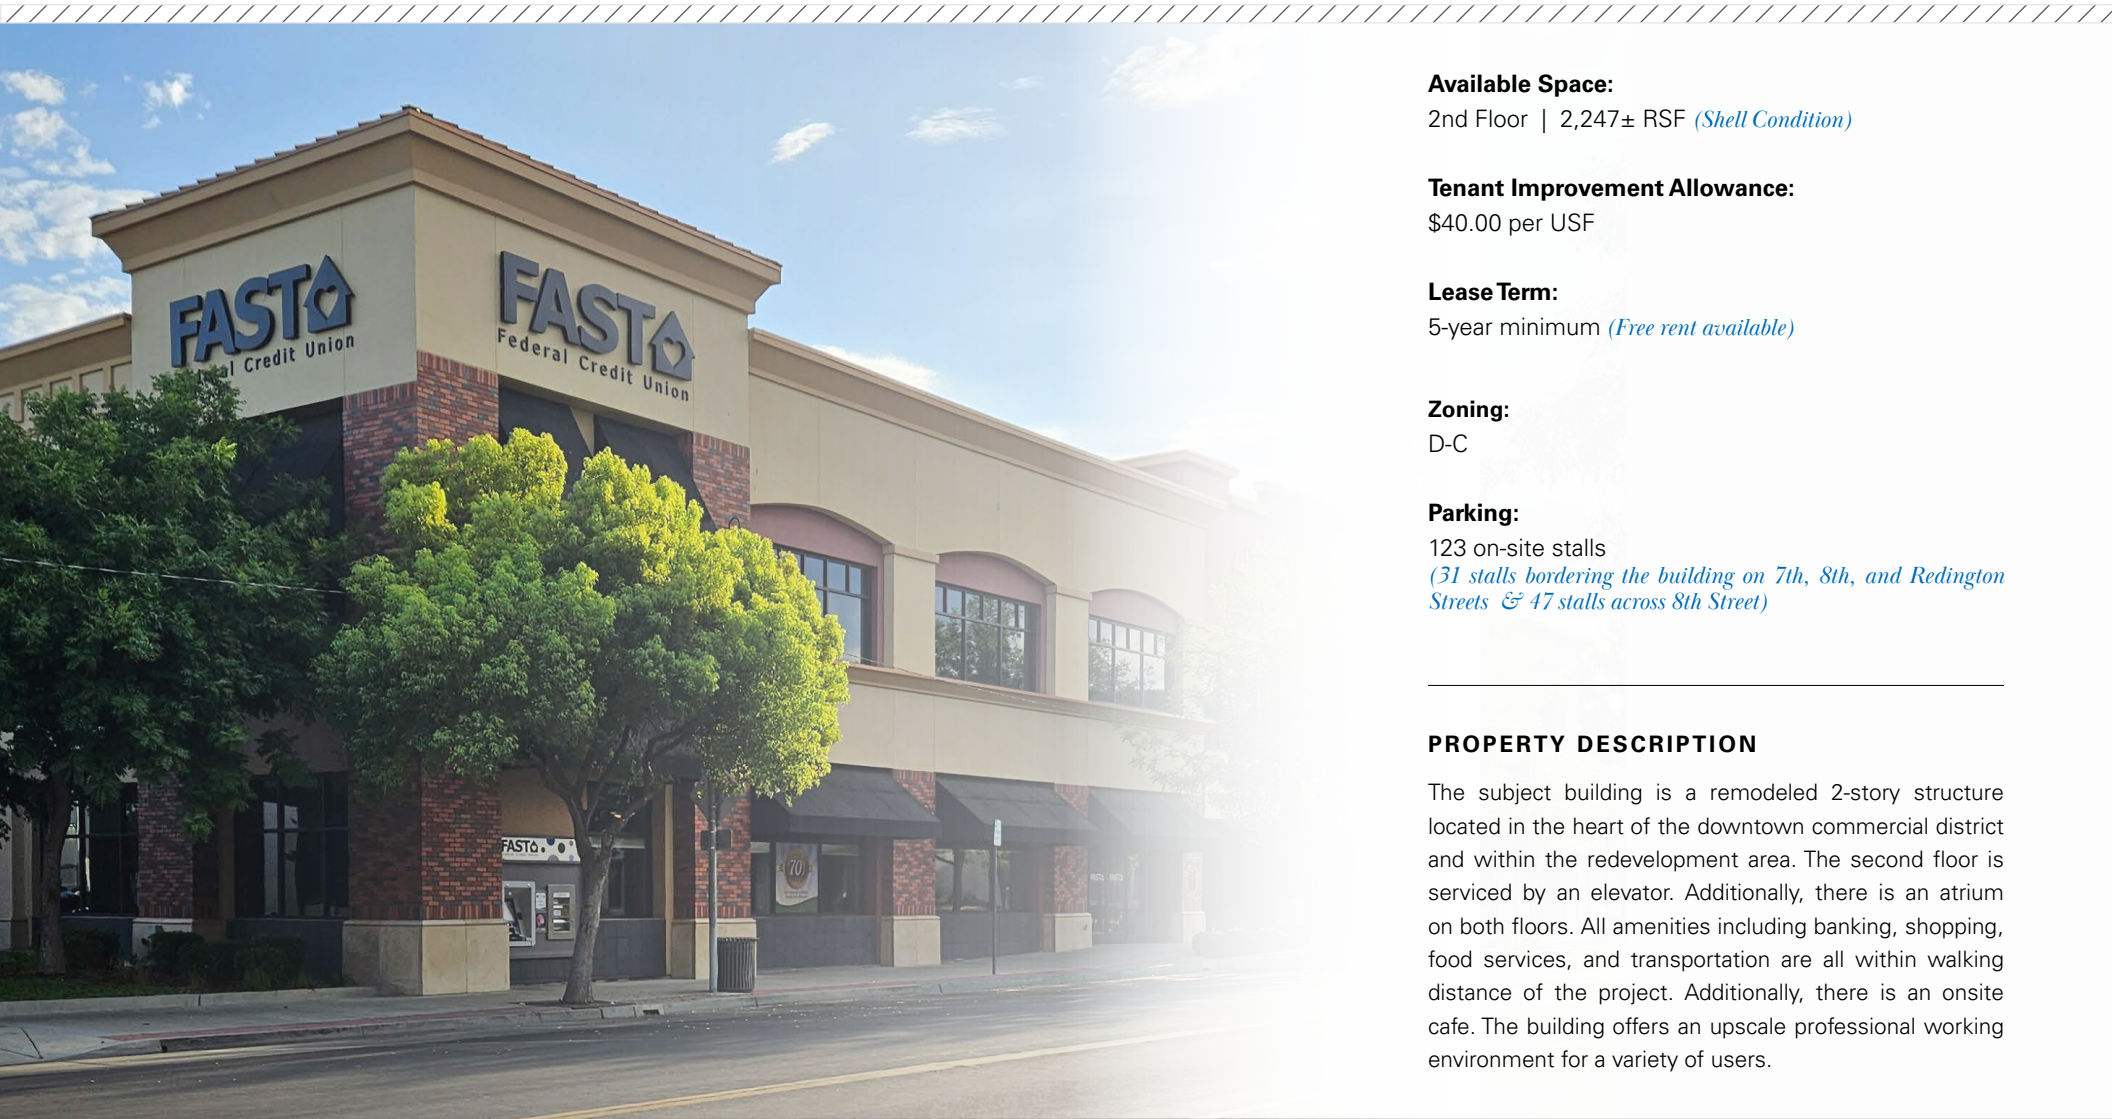 FAST
Federal Credit Union
FAST
Credit Union
FAST
70
Available Space:
2nd Floor | 2,247± RSF (Shell Condition)
Tenant Improvement Allowance:
$40.00 per USF
Lease Term:
5-year minimum (Free rent available)
Zoning:
D-C
Parking:
123 on-site stalls
(31 stalls bordering the building on 7th, 8th, and Redington
Streets & 47 stalls across 8th Street)
PROPERTY DESCRIPTION
The subject building is a remodeled 2-story structure
located in the heart of the downtown commercial district
and within the redevelopment area. The second floor is
serviced by an elevator. Additionally, there is an atrium
on both floors. All amenities including banking, shopping,
food services, and transportation are all within walking
distance of the project. Additionally, there is an onsite
cafe. The building offers an upscale professional working
environment for a variety of users.